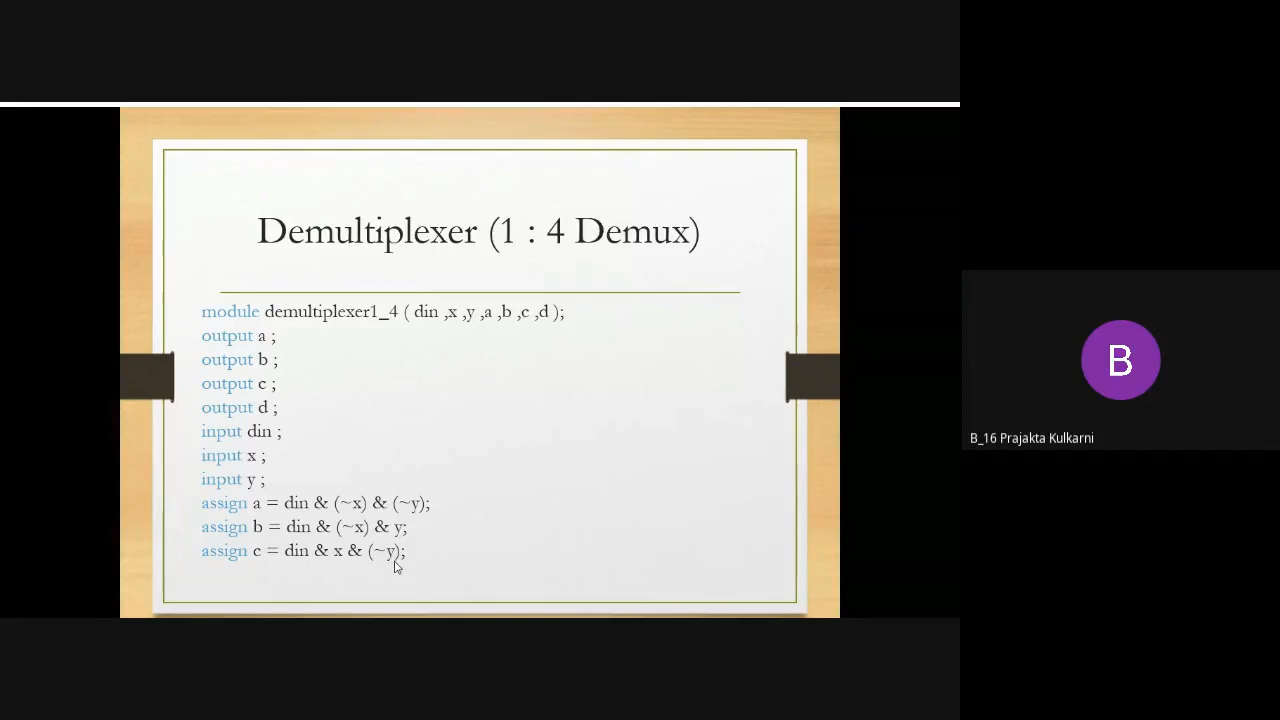 Demultiplexer (1 : 4 Demux)
module demultiplexer1_4 ( din ,x ,y ,a ,b ,c ,d );
output a ;
output b ;
output c ;
output d ;
input din ;
input x ;
input y ;
assign a = din & (~x) & (~y);
assign b = din & (~x) & y;
assign c = din & x & (~y);
B
B_16 Prajakta Kulkarni